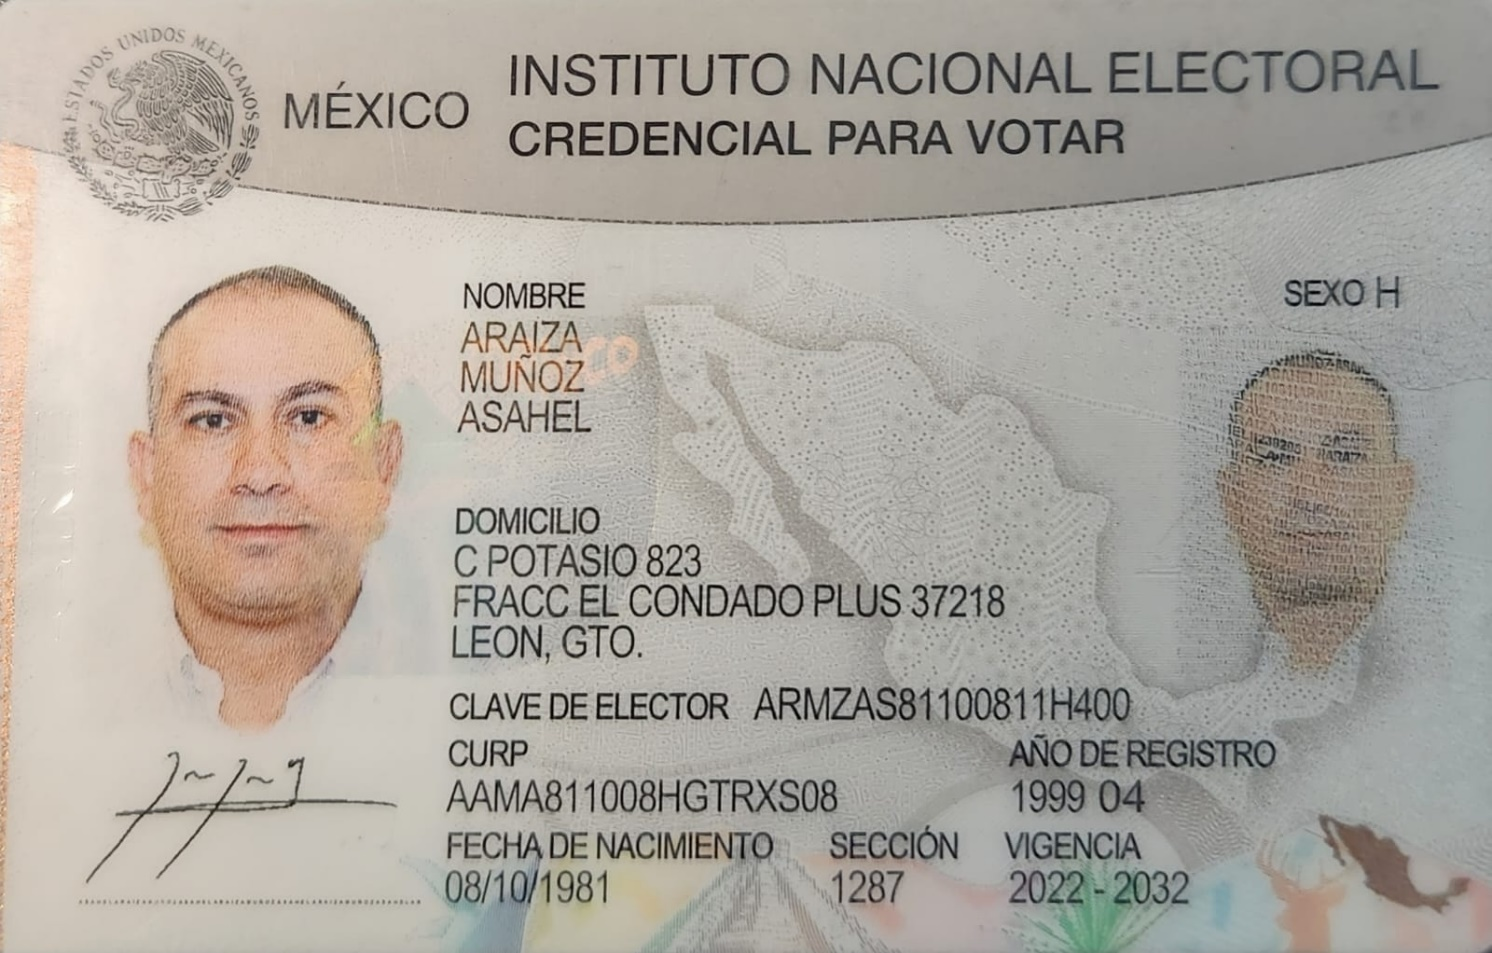 ESTADOS UNIDOS MEXICANOS
MÉXICO
INSTITUTO NACIONAL ELECTORAL
CREDENCIAL PARA VOTAR
NOMBRE
SEXO H
ARAIZA
MUÑOZ
ASAHEL
DOMICILIO
C POTASIO 823
FRACC EL CONDADO PLUS 37218
LEON, GTO.
CLAVE DE ELECTOR ARMZAS81100811H400
CURP
AÑO DE REGISTRO
AAMA811008HGTRXS08
1999 04
FECHA DE NACIMIENTO
SECCIÓN
VIGENCIA
08/10/1981
1287
2022 - 2032